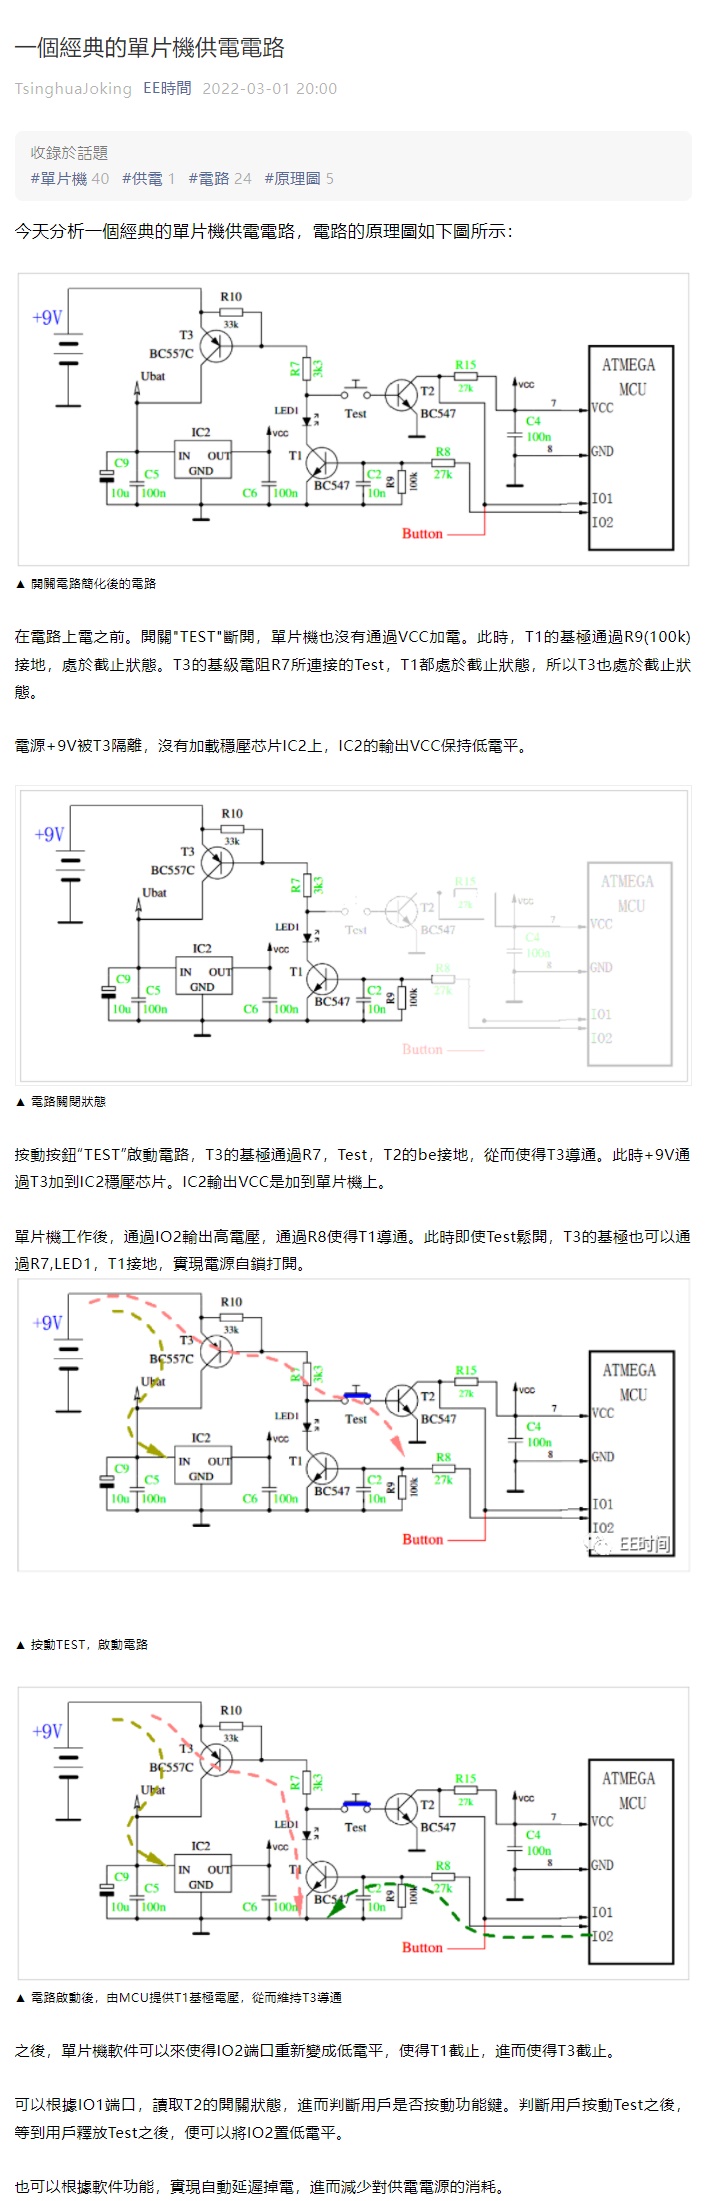 一個經典的單片機供電電路
TsinghuaJoking EE時間 2022-03-01 20:00
收錄於話題
#單片機 40 #供電 1 #電路 24 #原理圖 5
今天分析一個經典的單片機供電電路，電路的原理圖如下圖所示：
+9V
R10
33k
T3
BC557C
Ubat
R7
3k3
LED1
Test
T2
BC547
R15
27k
VCC
C4
100n
7
8
ATMEGA
MCU
VCC
GND
IO1
IO2
IC2
IN OUT
GND
VCC
T1
BC547
C9
10u
C5
100n
C6
100n
C2
10n
R9
100k
R8
27k
Button
▲ 開關電路簡化後的電路
在電路上電之前。開關"TEST"斷開，單片機也沒有通過VCC加電。此時，T1的基極通過R9(100k)
接地，處於截止狀態。T3的基級電阻R7所連接的Test，T1都處於截止狀態，所以T3也處於截止狀
態。
電源+9V被T3隔離，沒有加載穩壓芯片IC2上，IC2的輸出VCC保持低電平。
+9V
R10
33k
T3
BC557C
Ubat
R7
3k3
LED1
Test
T2
BC547
R15
27k
VCC
C4
100n
7
8
ATMEGA
MCU
VCC
GND
IO1
IO2
IC2
IN OUT
GND
VCC
T1
BC547
C9
10u
C5
100n
C6
100n
C2
10n
R9
100k
R8
27k
Button
▲ 電路關閉狀態
按動按鈕“TEST”啟動電路，T3的基極通過R7，Test，T2的be接地，從而使得T3導通。此時+9V通
過T3加到IC2穩壓芯片。IC2輸出VCC是加到單片機上。
單片機工作後，通過IO2輸出高電壓，通過R8使得T1導通。此時即使Test鬆開，T3的基極也可以通
過R7,LED1，T1接地，實現電源自鎖打開。
+9V
R10
33k
T3
BC557C
Ubat
R7
3k3
LED1
Test
T2
BC547
R15
27k
VCC
C4
100n
7
8
ATMEGA
MCU
VCC
GND
IO1
IO2
IC2
IN OUT
GND
VCC
T1
BC547
C9
10u
C5
100n
C6
100n
C2
10n
R9
100k
R8
27k
Button
EE时间
▲ 按動TEST，啟動電路
+9V
R10
33k
T3
BC557C
Ubat
R7
3k3
LED1
Test
T2
BC547
R15
27k
VCC
C4
100n
7
8
ATMEGA
MCU
VCC
GND
IO1
IO2
IC2
IN OUT
GND
VCC
T1
BC547
C9
10u
C5
100n
C6
100n
C2
10n
R9
100k
R8
27k
Button
▲ 電路啟動後，由MCU提供T1基極電壓，從而維持T3導通
之後，單片機軟件可以來使得IO2端口重新變成低電平，使得T1截止，進而使得T3截止。
可以根據IO1端口，讀取T2的開關狀態，進而判斷用戶是否按動功能鍵。判斷用戶按動Test之後，
等到用戶釋放Test之後，便可以將IO2置低電平。
也可以根據軟件功能，實現自動延遲掉電，進而減少對供電電源的消耗。